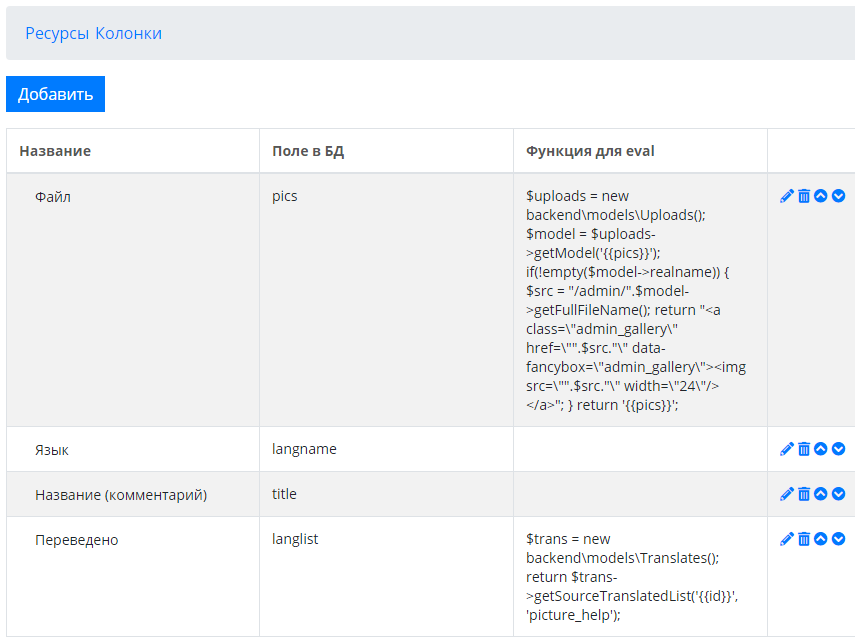 Ресурсы Колонки
Добавить
Название Поле в БД Функция для eval
Файл pics $uploads = new
backend\models\Uploads();
$model = $uploads-
>getModel('{{pics}}');
if(!empty($model->realname)) {
$src = "/admin/".$model-
>getFullFileName(); return "<a
class=\"admin_gallery\"
href=\"".$src."\" data-
fancybox=\"admin_gallery\"><img
src=\"".$src."\" width=\"24\"/>
</a>"; } return '{{pics}}';
Язык langname
Название (комментарий) title
Переведено langlist $trans = new
backend\models\Translates();
return $trans-
>getSourceTranslatedList('{{id}}',
'picture_help');